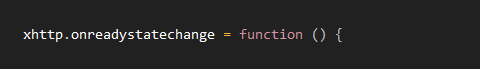 xhttp.onreadystatechange = function () {